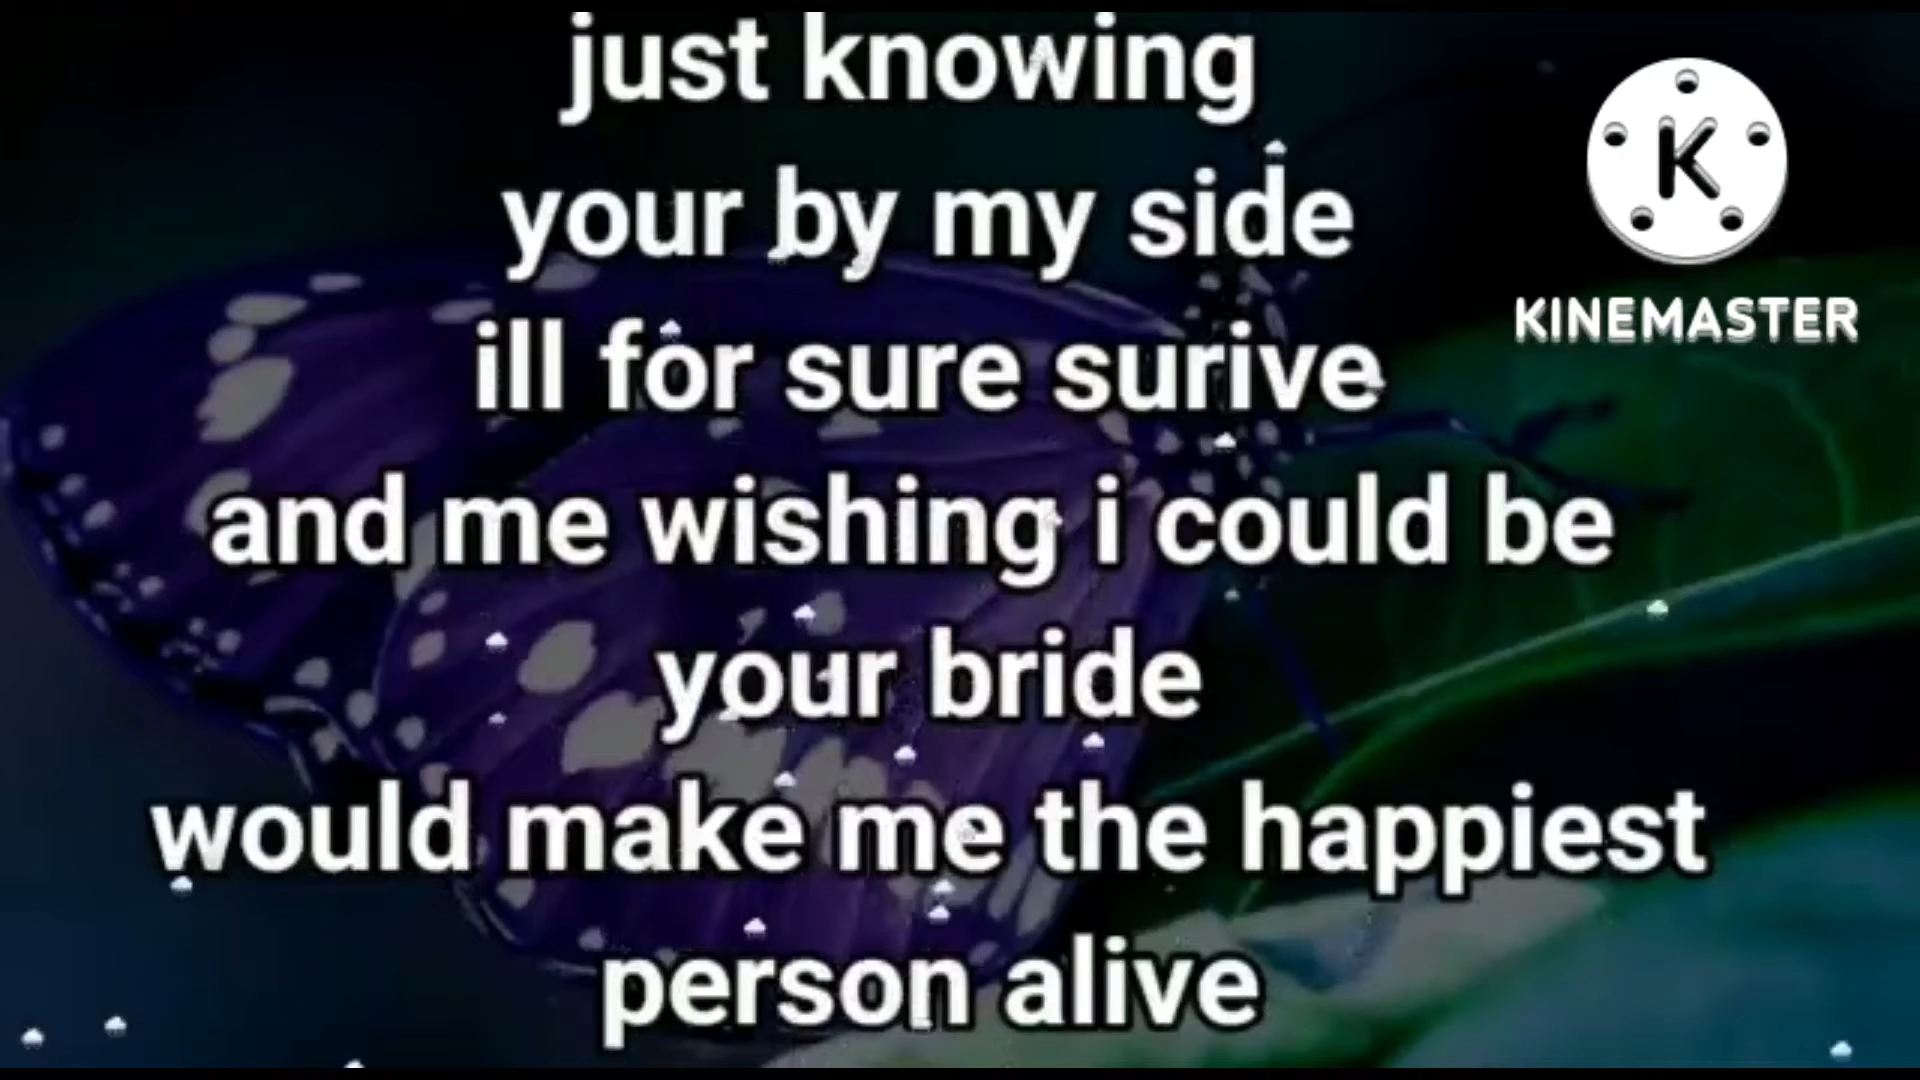 just knowing
your by my side
ill for sure surive
and me wishing i could be
your bride
would make me the happiest
person alive
K
KINEMASTER